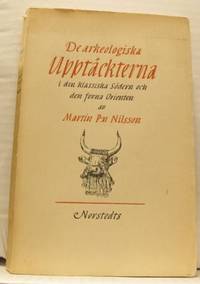 De arkeologiska
Upptäckterna
i den klassiska Södern och
den forna Orienten
av
Martin P:n Nilsson
Norstedts